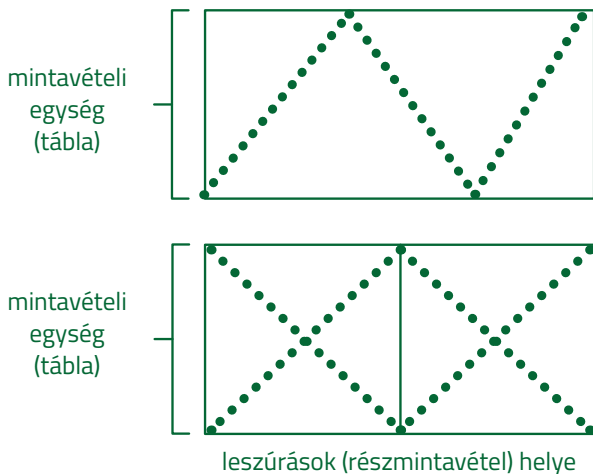 mintavételi
egység
(tábla)
mintavételi
egység
(tábla)
leszúrások (részmintavétel) helye